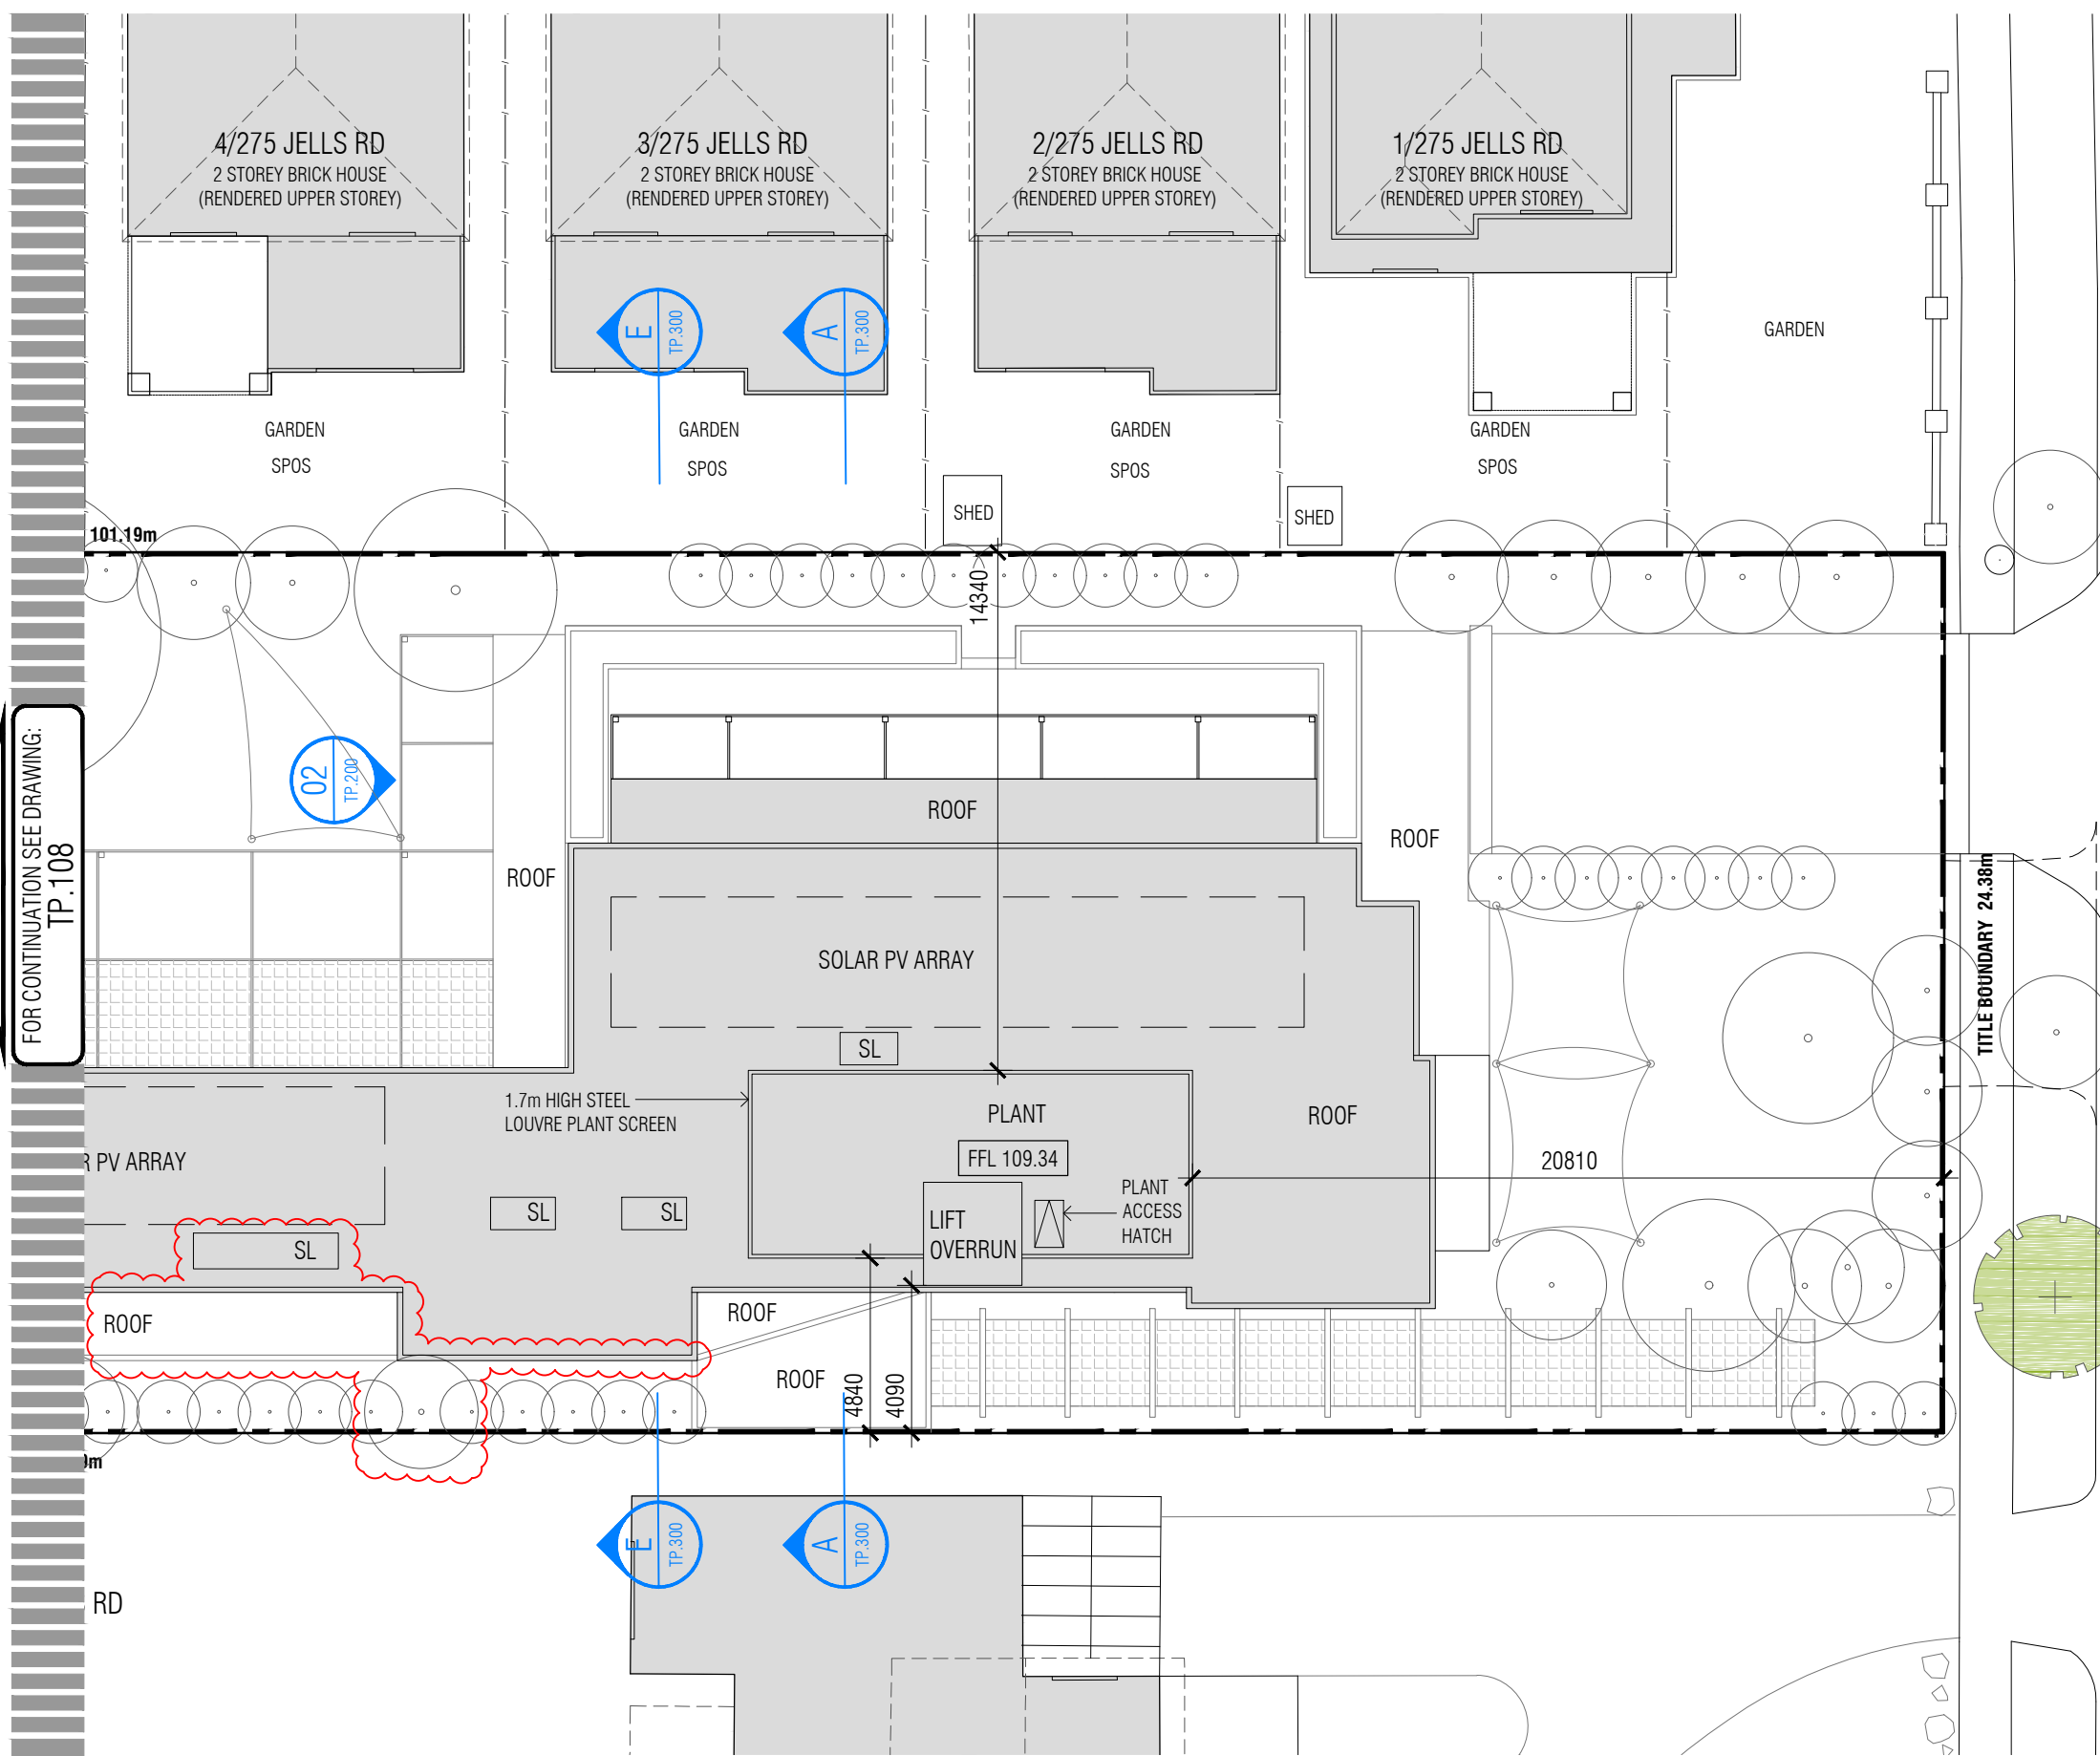 4/275 JELLS RD
2 STOREY BRICK HOUSE
(RENDERED UPPER STOREY)
3/275 JELLS RD
2 STOREY BRICK HOUSE
(RENDERED UPPER STOREY)
2/275 JELLS RD
2 STOREY BRICK HOUSE
(RENDERED UPPER STOREY)
1/275 JELLS RD
2 STOREY BRICK HOUSE
(RENDERED UPPER STOREY)
E
TP.300
A
TP.300
GARDEN
GARDEN
SPOS
GARDEN
SPOS
GARDEN
SPOS
GARDEN
SPOS
SHED
SHED
101.19m
14340
FOR CONTINUATION SEE DRAWING:
TP.108
02
TP.200
ROOF
ROOF
ROOF
SOLAR PV ARRAY
SL
TITLE BOUNDARY 24.38m
1.7m HIGH STEEL
LOUVRE PLANT SCREEN
PLANT
FFL 109.34
ROOF
20810
R PV ARRAY
SL
SL
SL
LIFT
OVERRUN
PLANT
ACCESS
HATCH
ROOF
ROOF
ROOF
4840
4090
m
E
TP.300
A
TP.300
RD